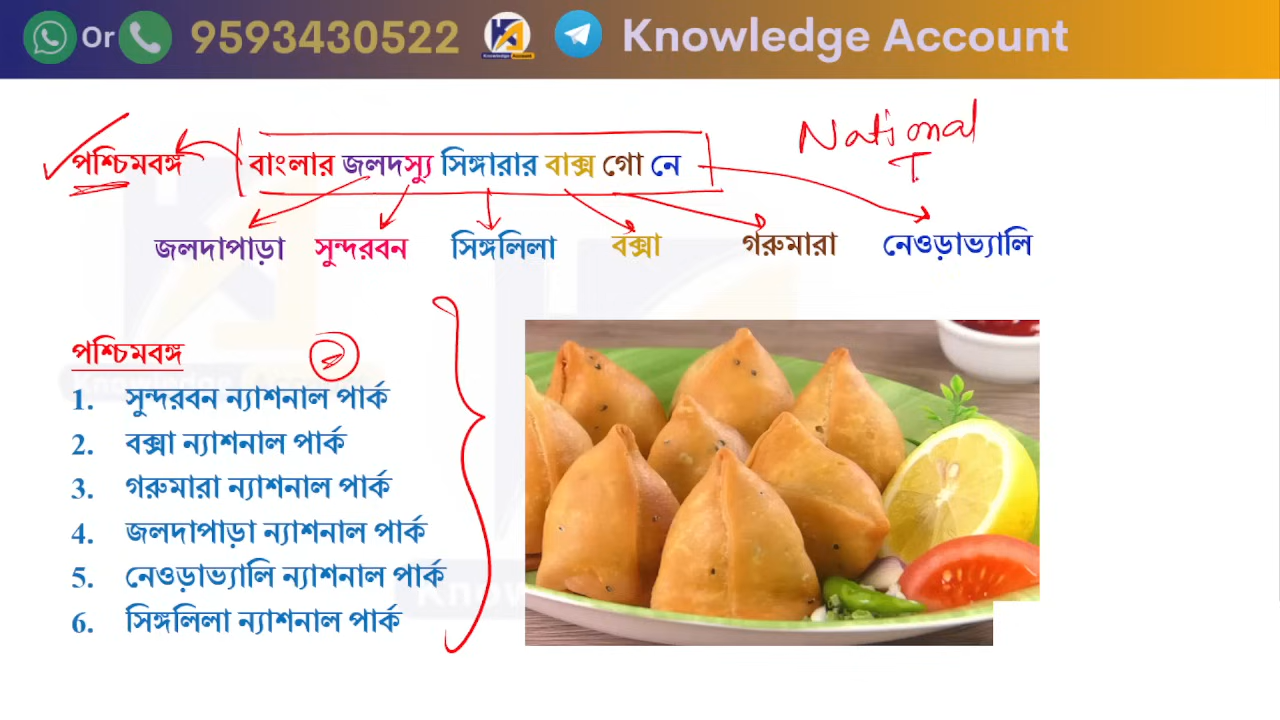 Or 9593430522 Knowledge Account
National
পশ্চিমবঙ্গ বাংলার জলদস্যু সিঙ্গারার বাক্স গো নে
জলদাপাড়া সুন্দরবন সিঙ্গলিলা বক্সা গরুমারা নেওড়াভ্যালি
পশ্চিমবঙ্গ
1. সুন্দরবন ন্যাশনাল পার্ক
2. বক্সা ন্যাশনাল পার্ক
3. গরুমারা ন্যাশনাল পার্ক
4. জলদাপাড়া ন্যাশনাল পার্ক
5. নেওড়াভ্যালি ন্যাশনাল পার্ক
6. সিঙ্গলিলা ন্যাশনাল পার্ক